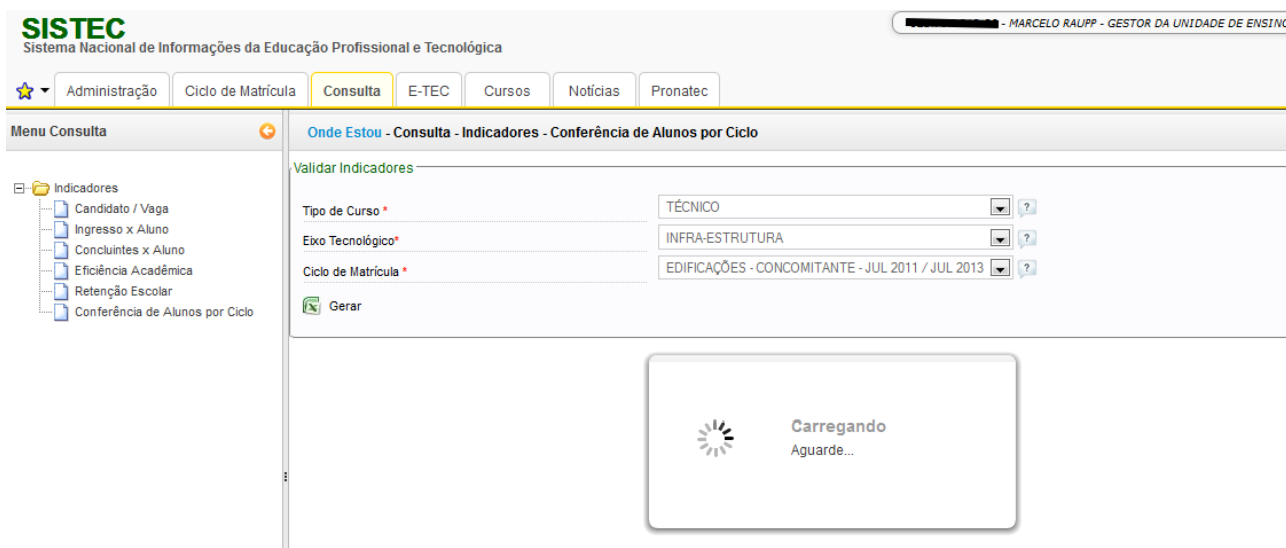 SISTEC
Sistema Nacional de Informações da Educação Profissional e Tecnológica
- MARCELO RAUPP - GESTOR DA UNIDADE DE ENSINO
Administração Ciclo de Matrícula Consulta E-TEC Cursos Notícias Pronatec
Menu Consulta
Onde Estou - Consulta - Indicadores - Conferência de Alunos por Ciclo
Indicadores
Candidato / Vaga
Ingresso x Aluno
Concluintes x Aluno
Eficiência Acadêmica
Retenção Escolar
Conferência de Alunos por Ciclo
Validar Indicadores
Tipo de Curso * TÉCNICO ?
Eixo Tecnológico* INFRA-ESTRUTURA ?
Ciclo de Matrícula * EDIFICAÇÕES - CONCOMITANTE - JUL 2011 / JUL 2013 ?
Gerar
Carregando
Aguarde...